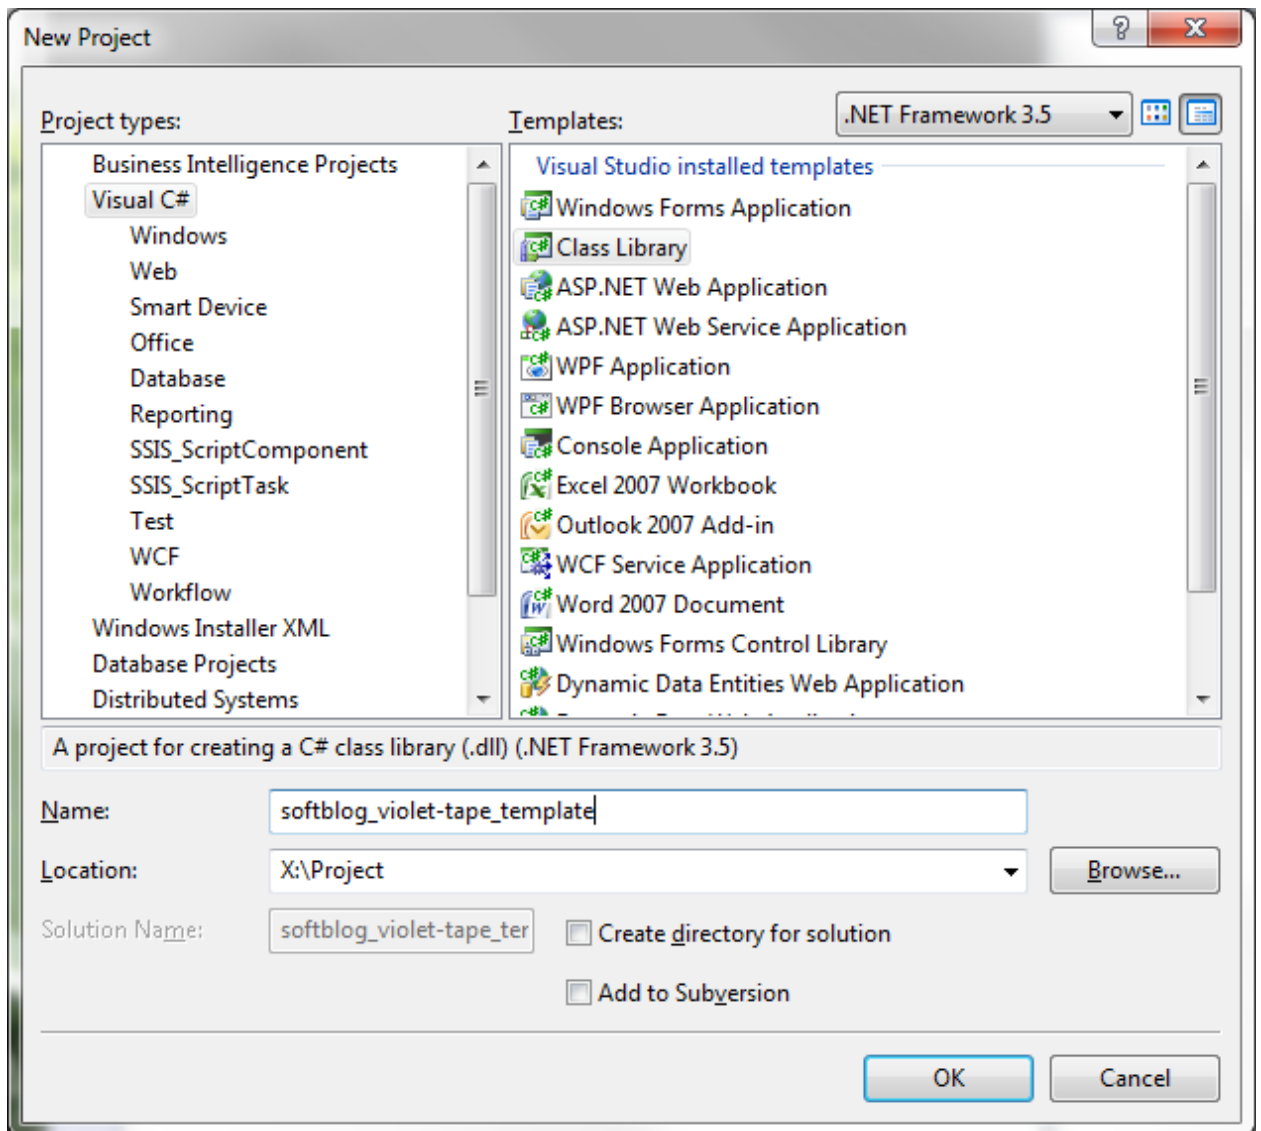 New Project
Project types:
Templates:
.NET Framework 3.5
Business Intelligence Projects
Visual C#
Windows
Web
Smart Device
Office
Database
Reporting
SSIS_ScriptComponent
SSIS_ScriptTask
Test
WCF
Workflow
Windows Installer XML
Database Projects
Distributed Systems
Visual Studio installed templates
Windows Forms Application
Class Library
ASP.NET Web Application
ASP.NET Web Service Application
WPF Application
WPF Browser Application
Console Application
Excel 2007 Workbook
Outlook 2007 Add-in
WCF Service Application
Word 2007 Document
Windows Forms Control Library
Dynamic Data Entities Web Application
A project for creating a C# class library (.dll) (.NET Framework 3.5)
Name:
softblog_violet-tape_template
Location:
X:\Project
Browse...
Solution Name:
softblog_violet-tape_ter
Create directory for solution
Add to Subversion
OK
Cancel